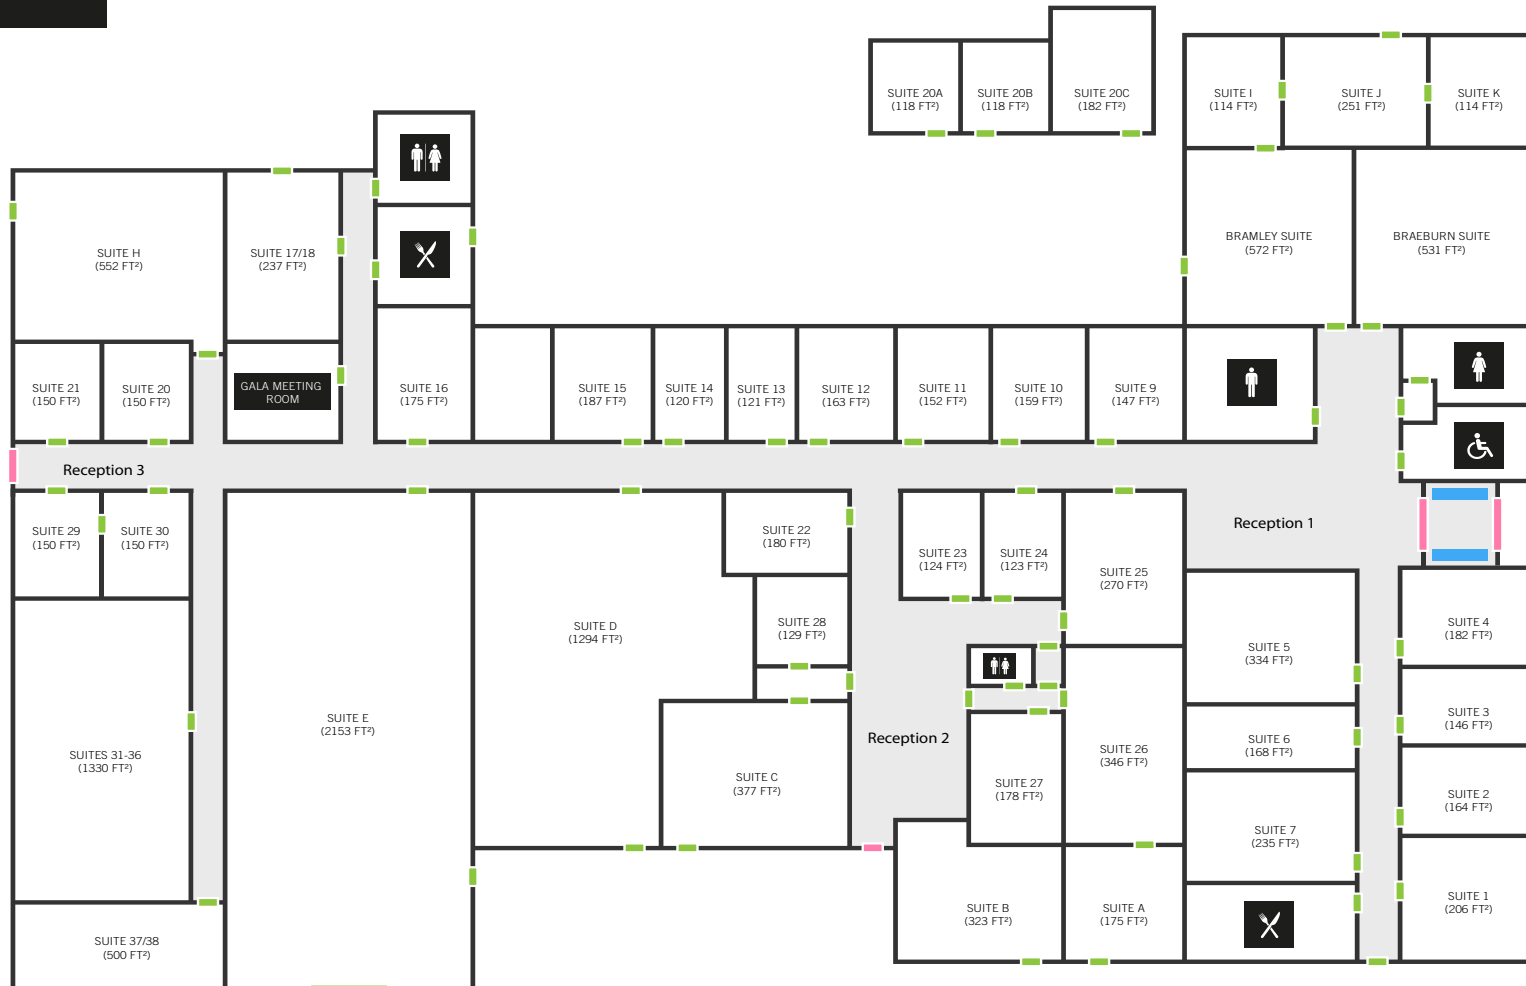 SUITE 20A
(118 FT²)
SUITE 20B
(118 FT²)
SUITE 20C
(182 FT²)
SUITE I
(114 FT²)
SUITE J
(251 FT²)
SUITE K
(114 FT²)
SUITE H
(552 FT²)
SUITE 17/18
(237 FT²)
BRAMLEY SUITE
(572 FT²)
BRAEBURN SUITE
(531 FT²)
SUITE 21
(150 FT²)
SUITE 20
(150 FT²)
GALA MEETING
ROOM
SUITE 16
(175 FT²)
SUITE 15
(187 FT²)
SUITE 14
(120 FT²)
SUITE 13
(121 FT²)
SUITE 12
(163 FT²)
SUITE 11
(152 FT²)
SUITE 10
(159 FT²)
SUITE 9
(147 FT²)
Reception 3
Reception 1
SUITE 29
(150 FT²)
SUITE 30
(150 FT²)
SUITE 22
(180 FT²)
SUITE 23
(124 FT²)
SUITE 24
(123 FT²)
SUITE 25
(270 FT²)
SUITE D
(1294 FT²)
SUITE 28
(129 FT²)
SUITE 5
(334 FT²)
SUITE 4
(182 FT²)
SUITE E
(2153 FT²)
SUITES 31-36
(1330 FT²)
Reception 2
SUITE 26
(346 FT²)
SUITE 6
(168 FT²)
SUITE 3
(146 FT²)
SUITE C
(377 FT²)
SUITE 27
(178 FT²)
SUITE 7
(235 FT²)
SUITE 2
(164 FT²)
SUITE B
(323 FT²)
SUITE A
(175 FT²)
SUITE 1
(206 FT²)
SUITE 37/38
(500 FT²)